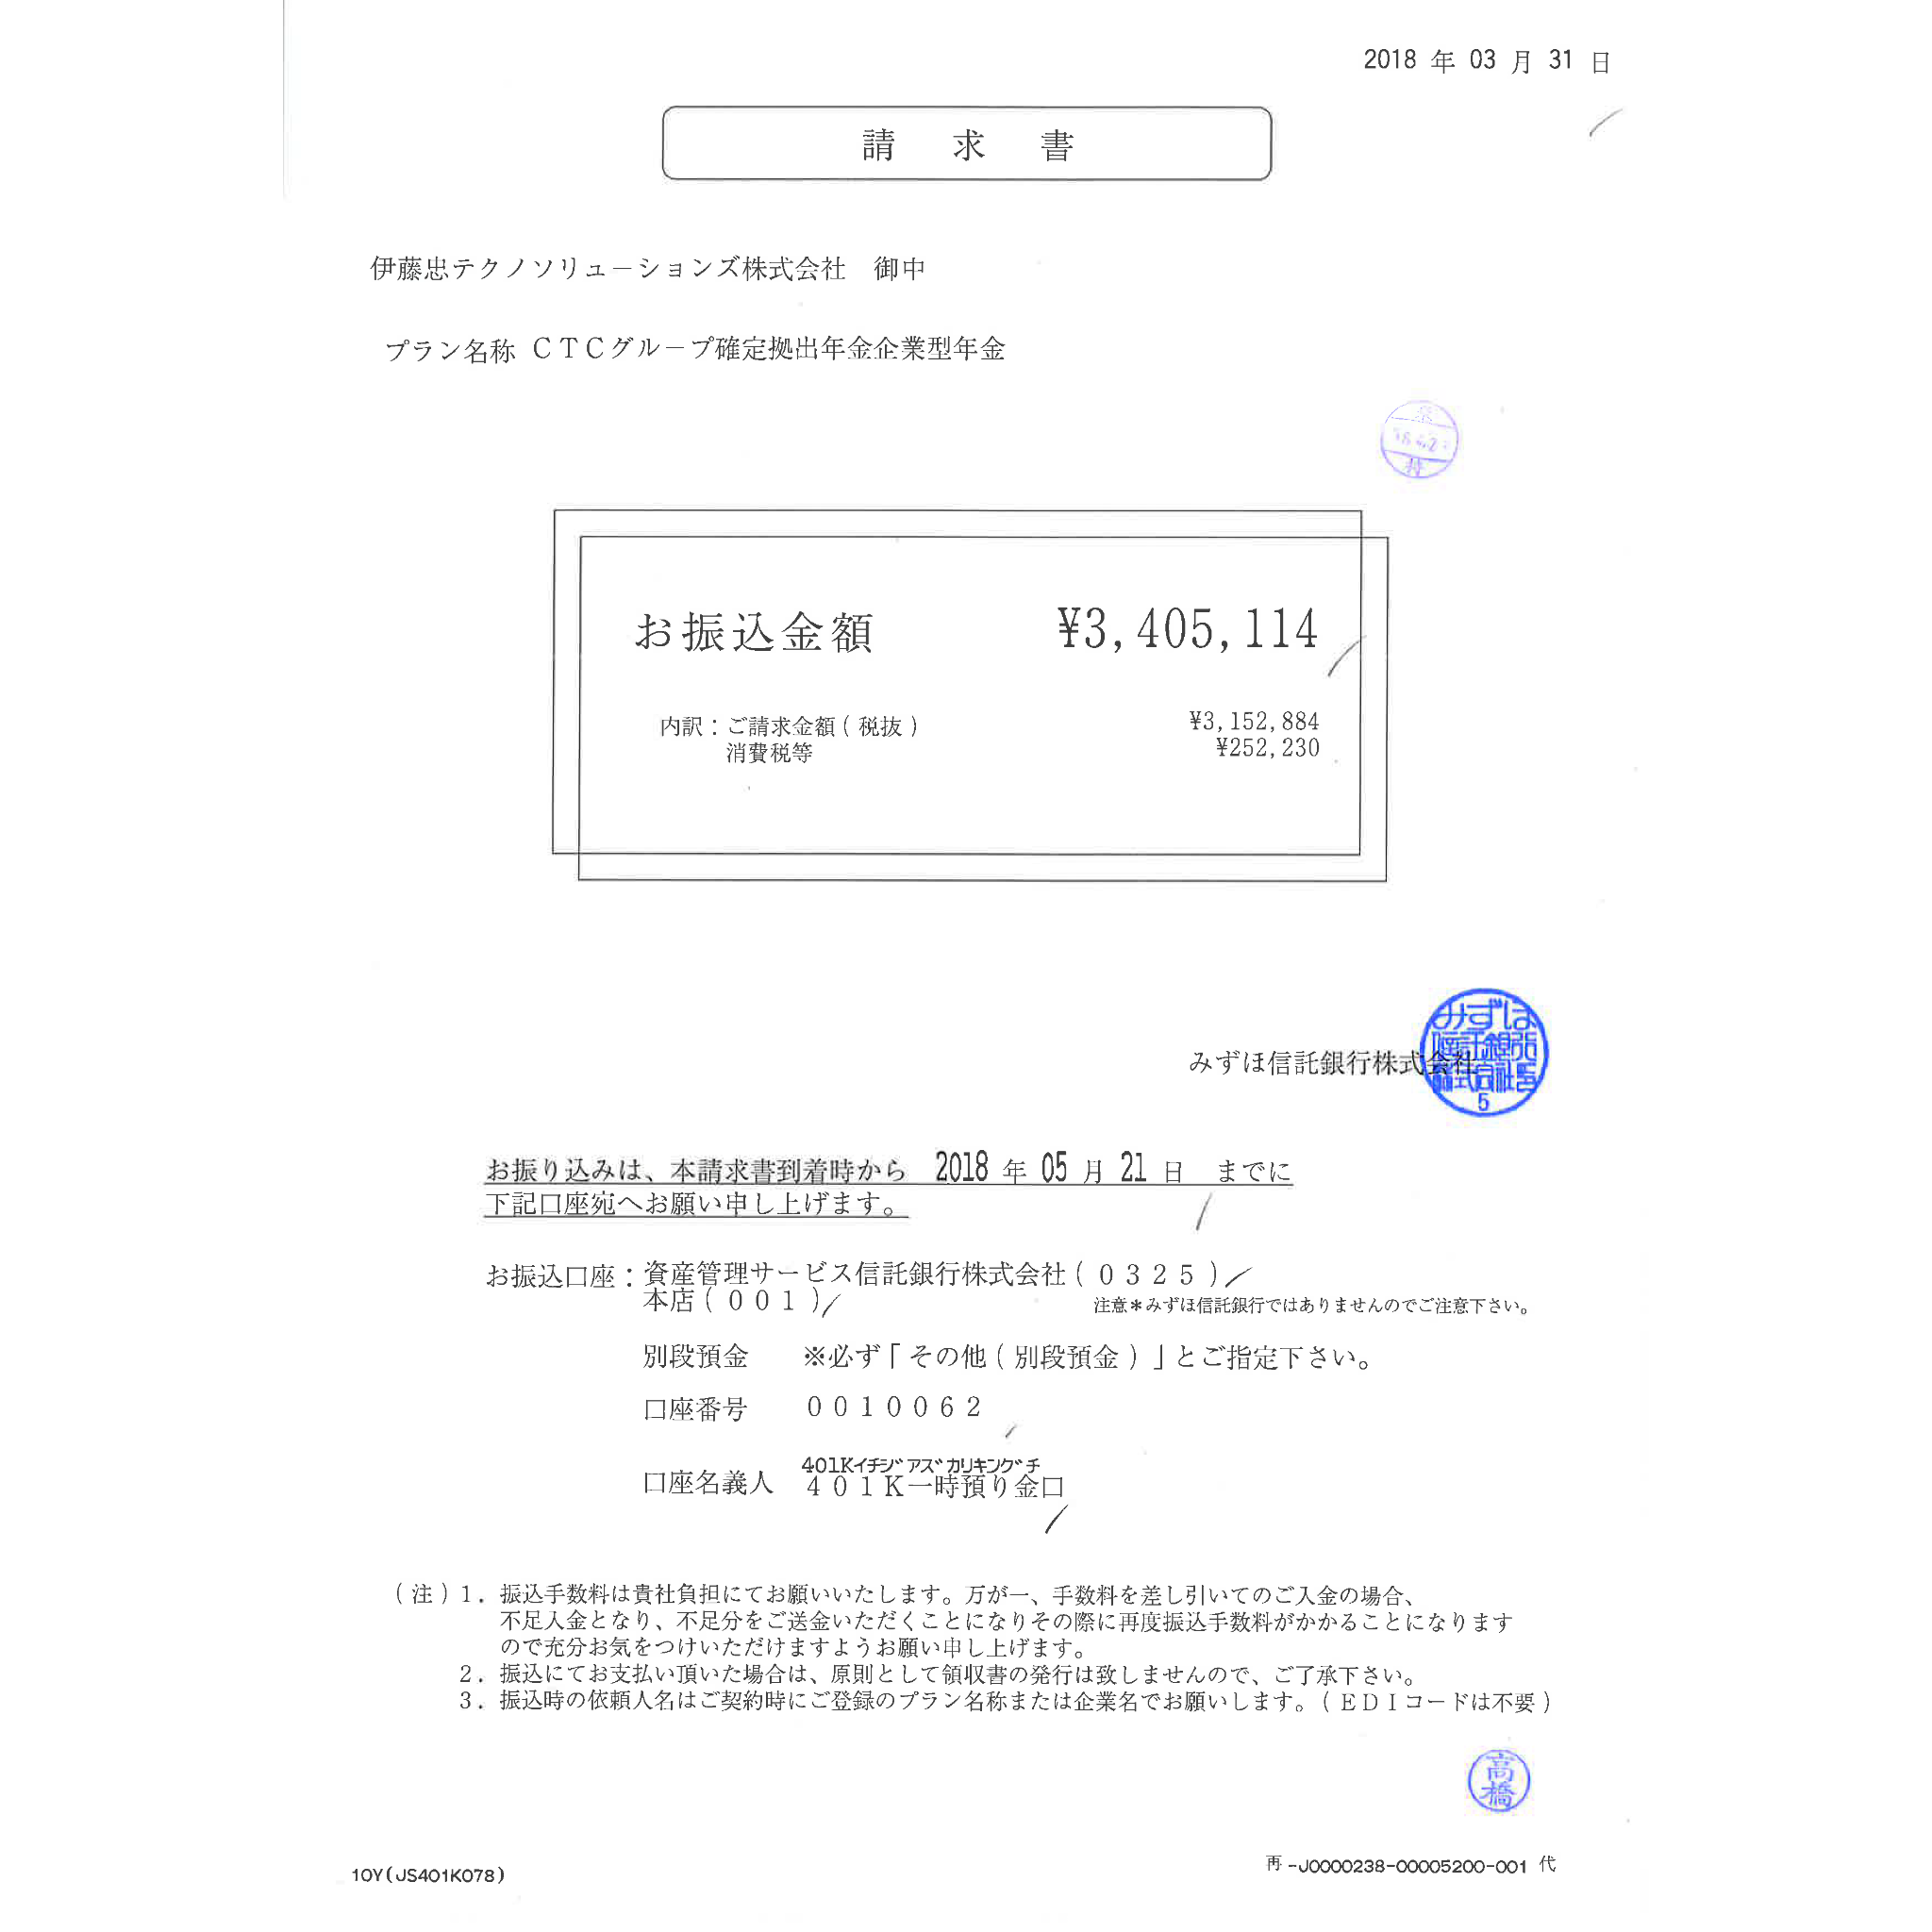 2018 年 03 月 31 日
請 求 書
伊藤忠テクノソリューションズ株式会社 御中
プラン名称 CTCグループ確定拠出年金企業型年金
お振込金額 ¥3,405,114
内訳：ご請求金額(税抜) ¥3,152,884
消費税等 ¥252,230
みずほ信託銀行株式会社
みずほ
信託銀行
株式会社
5
お振り込みは、本請求書到着時から 2018 年 05 月 21 日 までに
下記口座宛へお願い申し上げます。
お振込口座：資産管理サービス信託銀行株式会社(0325)
本店(001)
注意＊みずほ信託銀行ではありませんのでご注意下さい。
別段預金 ※必ず「その他(別段預金)」とご指定下さい。
口座番号 0010062
401Kイチジアズカリキングチ
口座名義人 401K一時預り金口
(注)1. 振込手数料は貴社負担にてお願いいたします。万が一、手数料を差し引いてのご入金の場合、
不足入金となり、不足分をご送金いただくことになりその際に再度振込手数料がかかることになります
ので充分お気をつけいただけますようお願い申し上げます。
2. 振込にてお支払い頂いた場合は、原則として領収書の発行は致しませんので、ご了承下さい。
3. 振込時の依頼人名はご契約時にご登録のプラン名称または企業名でお願いします。(EDIコードは不要)
高橋
10Y(JS401K078)
再-J0000238-00005200-001 代